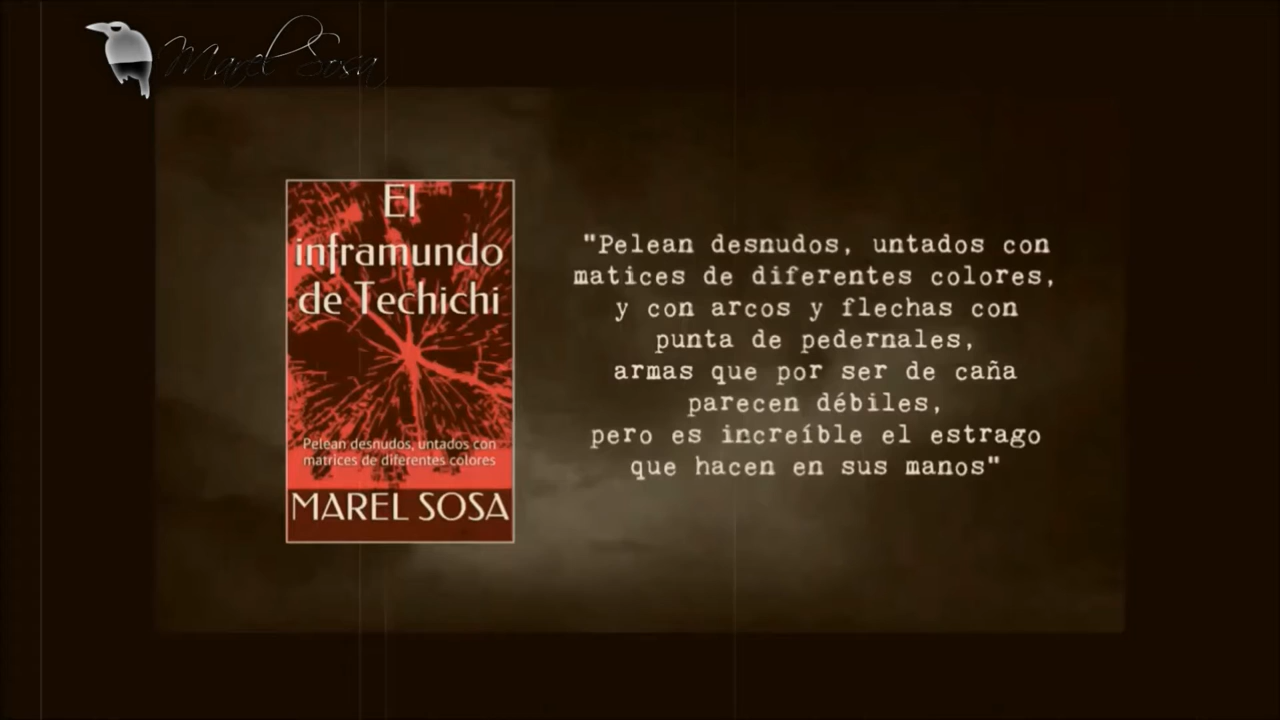 Marel Sosa
El
inframundo
de Techichi
Pelean desnudos, untados con
matrices de diferentes colores
MAREL SOSA
"Pelean desnudos, untados con
matices de diferentes colores,
y con arcos y flechas con
punta de pedernales,
armas que por ser de caña
parecen débiles,
pero es increíble el estrago
que hacen en sus manos"